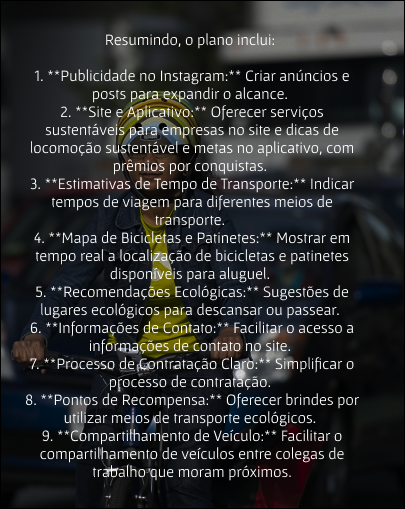 Resumindo, o plano inclui:
1. **Publicidade no Instagram:** Criar anúncios e
posts para expandir o alcance.
2. **Site e Aplicativo:** Oferecer serviços
sustentáveis para empresas no site e dicas de
locomoção sustentável e metas no aplicativo, com
prêmios por conquistas.
3. **Estimativas de Tempo de Transporte:** Indicar
tempos de viagem para diferentes meios de
transporte.
4. **Mapa de Bicicletas e Patinetes:** Mostrar em
tempo real a localização de bicicletas e patinetes
disponíveis para aluguel.
5. **Recomendações Ecológicas:** Sugestões de
lugares ecológicos para descansar ou passear.
6. **Informações de Contato:** Facilitar o acesso a
informações de contato no site.
7. **Processo de Contratação Claro:** Simplificar o
processo de contratação.
8. **Pontos de Recompensa:** Oferecer brindes por
utilizar meios de transporte ecológicos.
9. **Compartilhamento de Veículo:** Facilitar o
compartilhamento de veículos entre colegas de
trabalho que moram próximos.